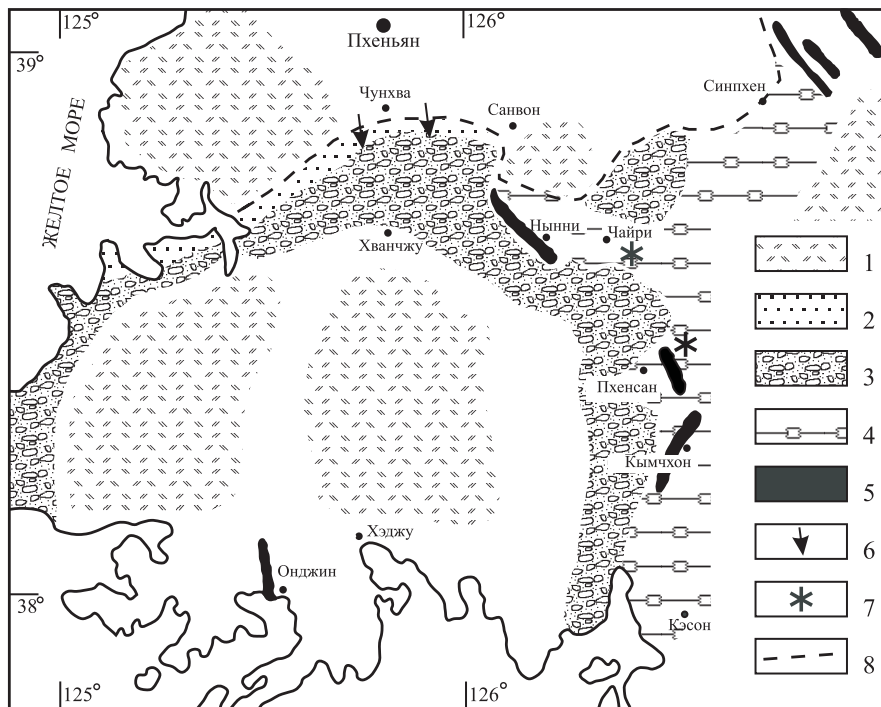 125°
126°
Пхеньян
39°
Чунхва
Синпхен
Санвон
ЖЕЛТОЕ МОРЕ
Нынни
Чайри
Хванчжу
1
2
3
Пхенсан
4
Кымчхон
5
Хэджу
6
Онджин
38°
7
Кэсон
8
125°
126°